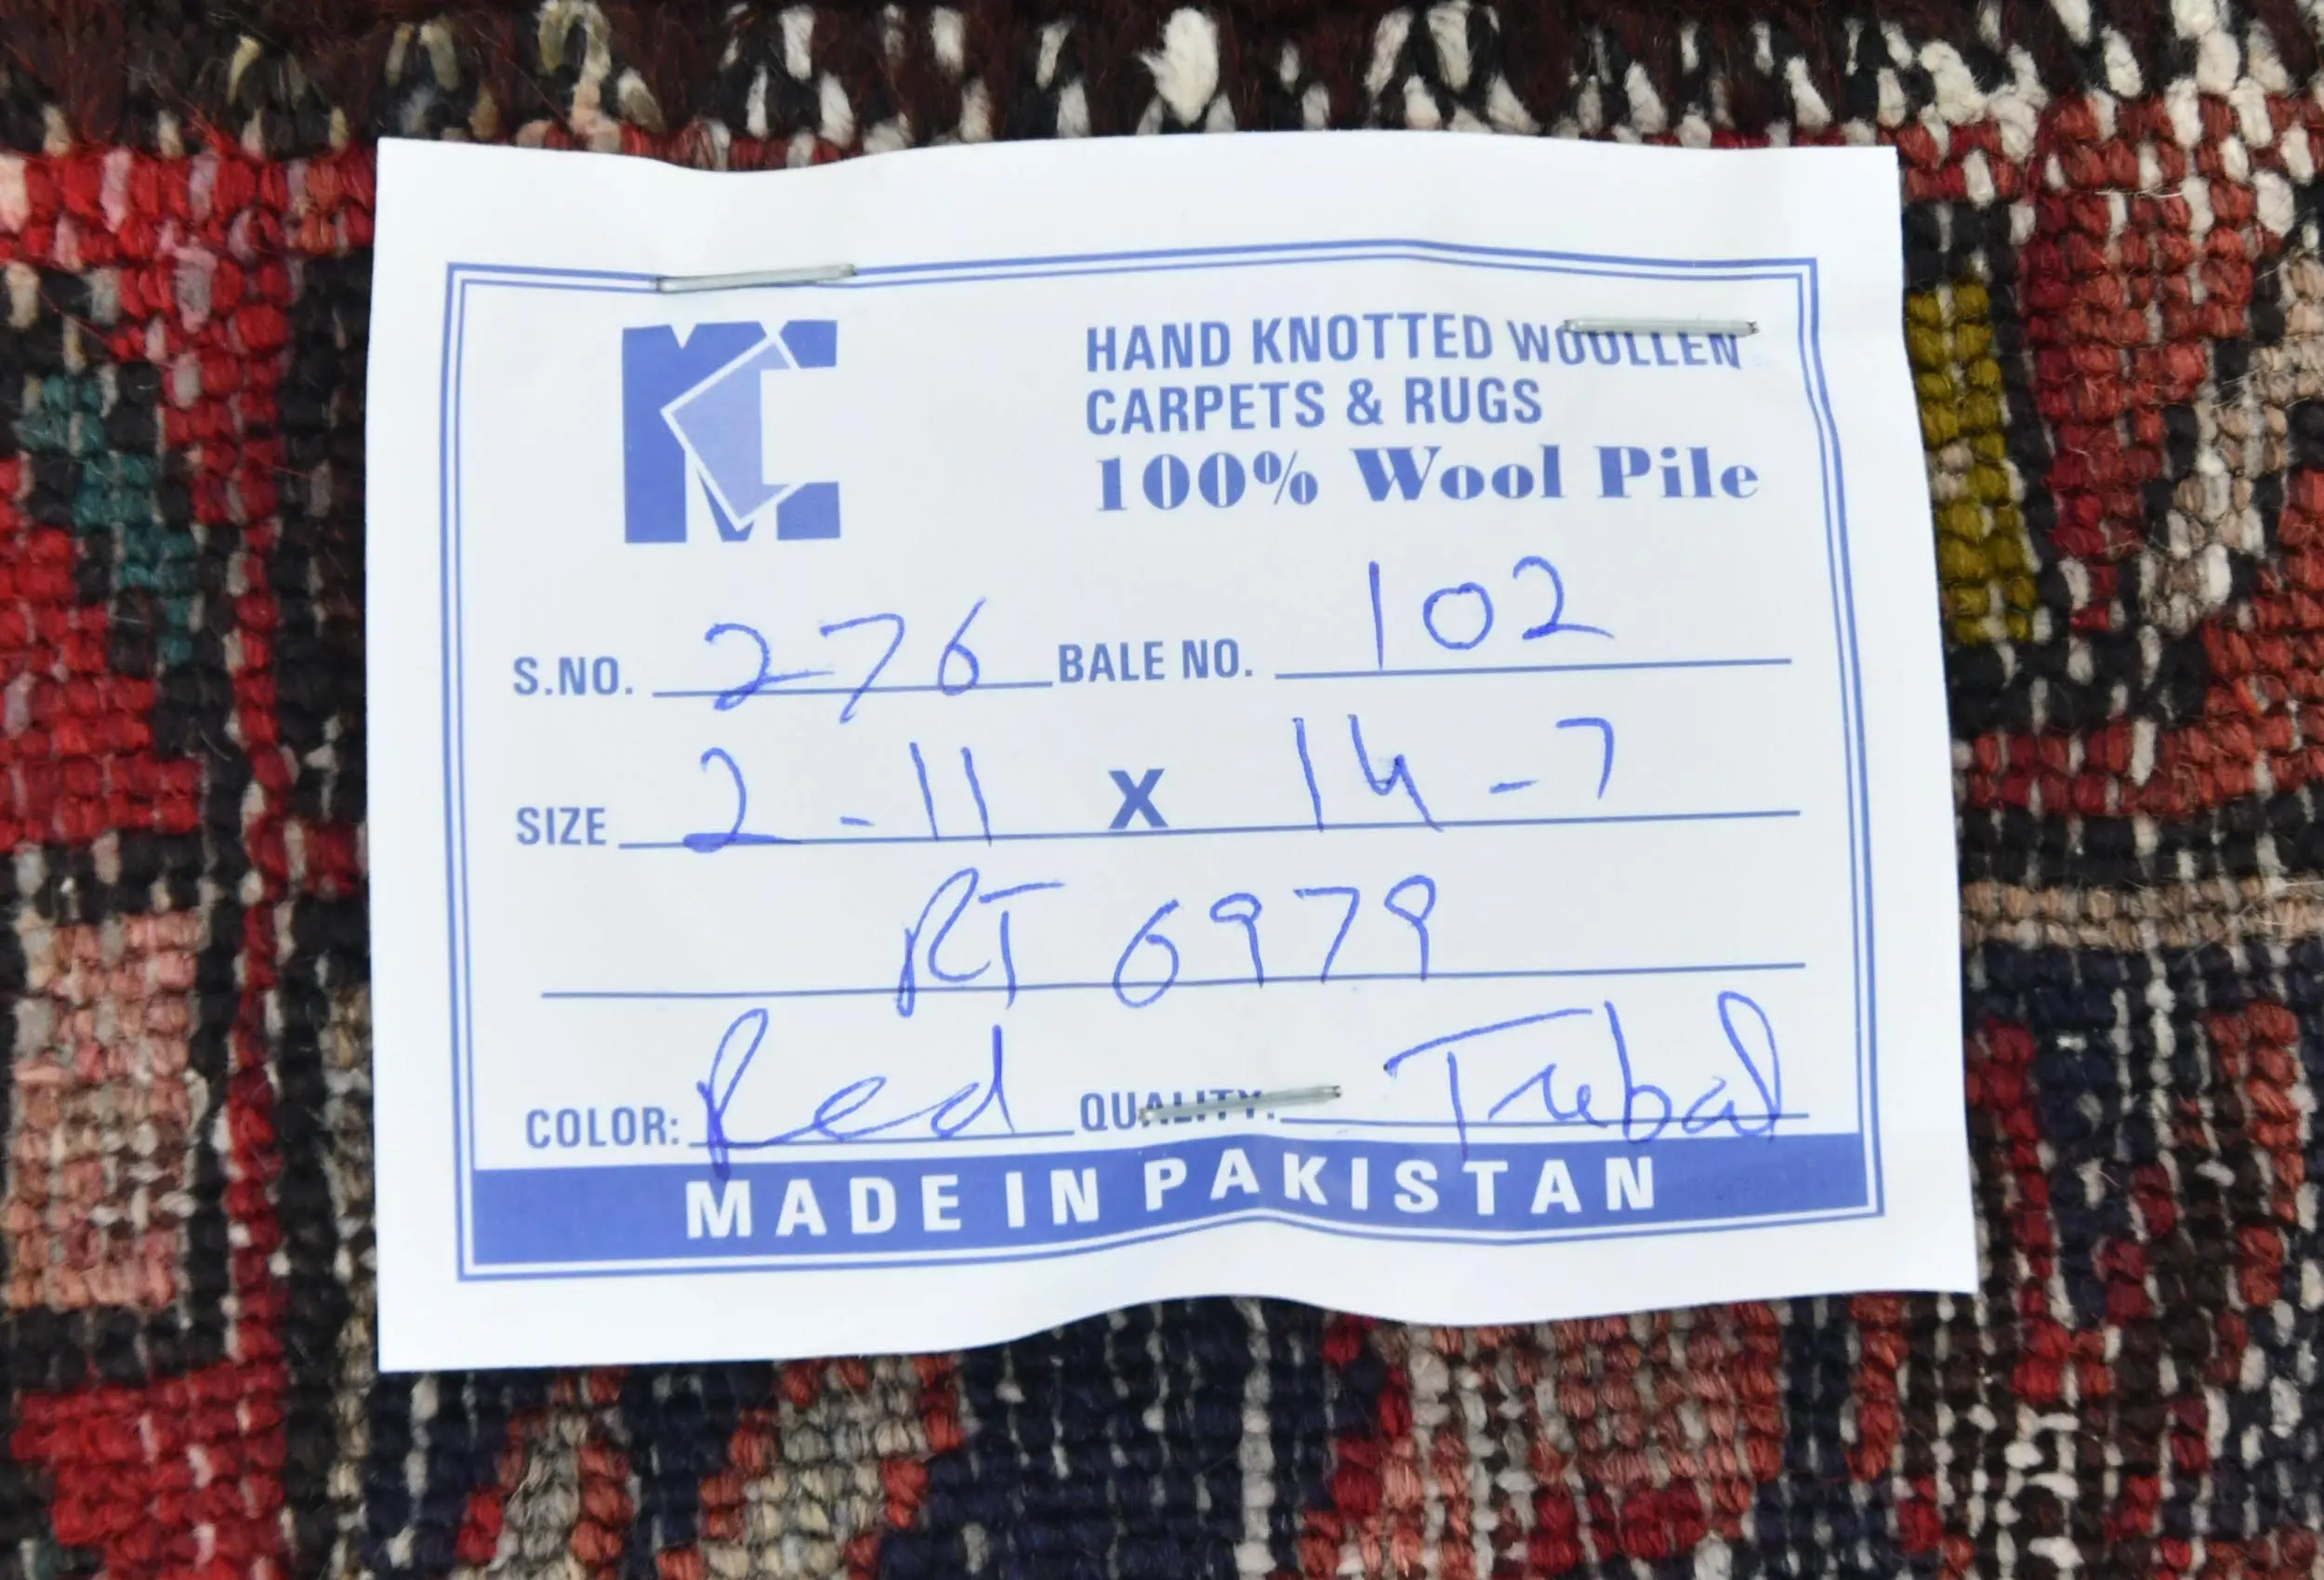 MC
HAND KNOTTED WOOLLEN
CARPETS & RUGS
100% Wool Pile
S.NO. 276 BALE NO. 102
SIZE 2-11 X 14-7
RT 6979
COLOR: Red QUALITY: Tribal
MADE IN PAKISTAN